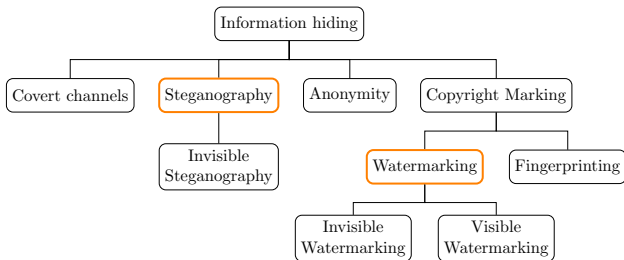 Information hiding
Covert channels
Steganography
Anonymity
Copyright Marking
Invisible
Steganography
Watermarking
Fingerprinting
Invisible
Watermarking
Visible
Watermarking